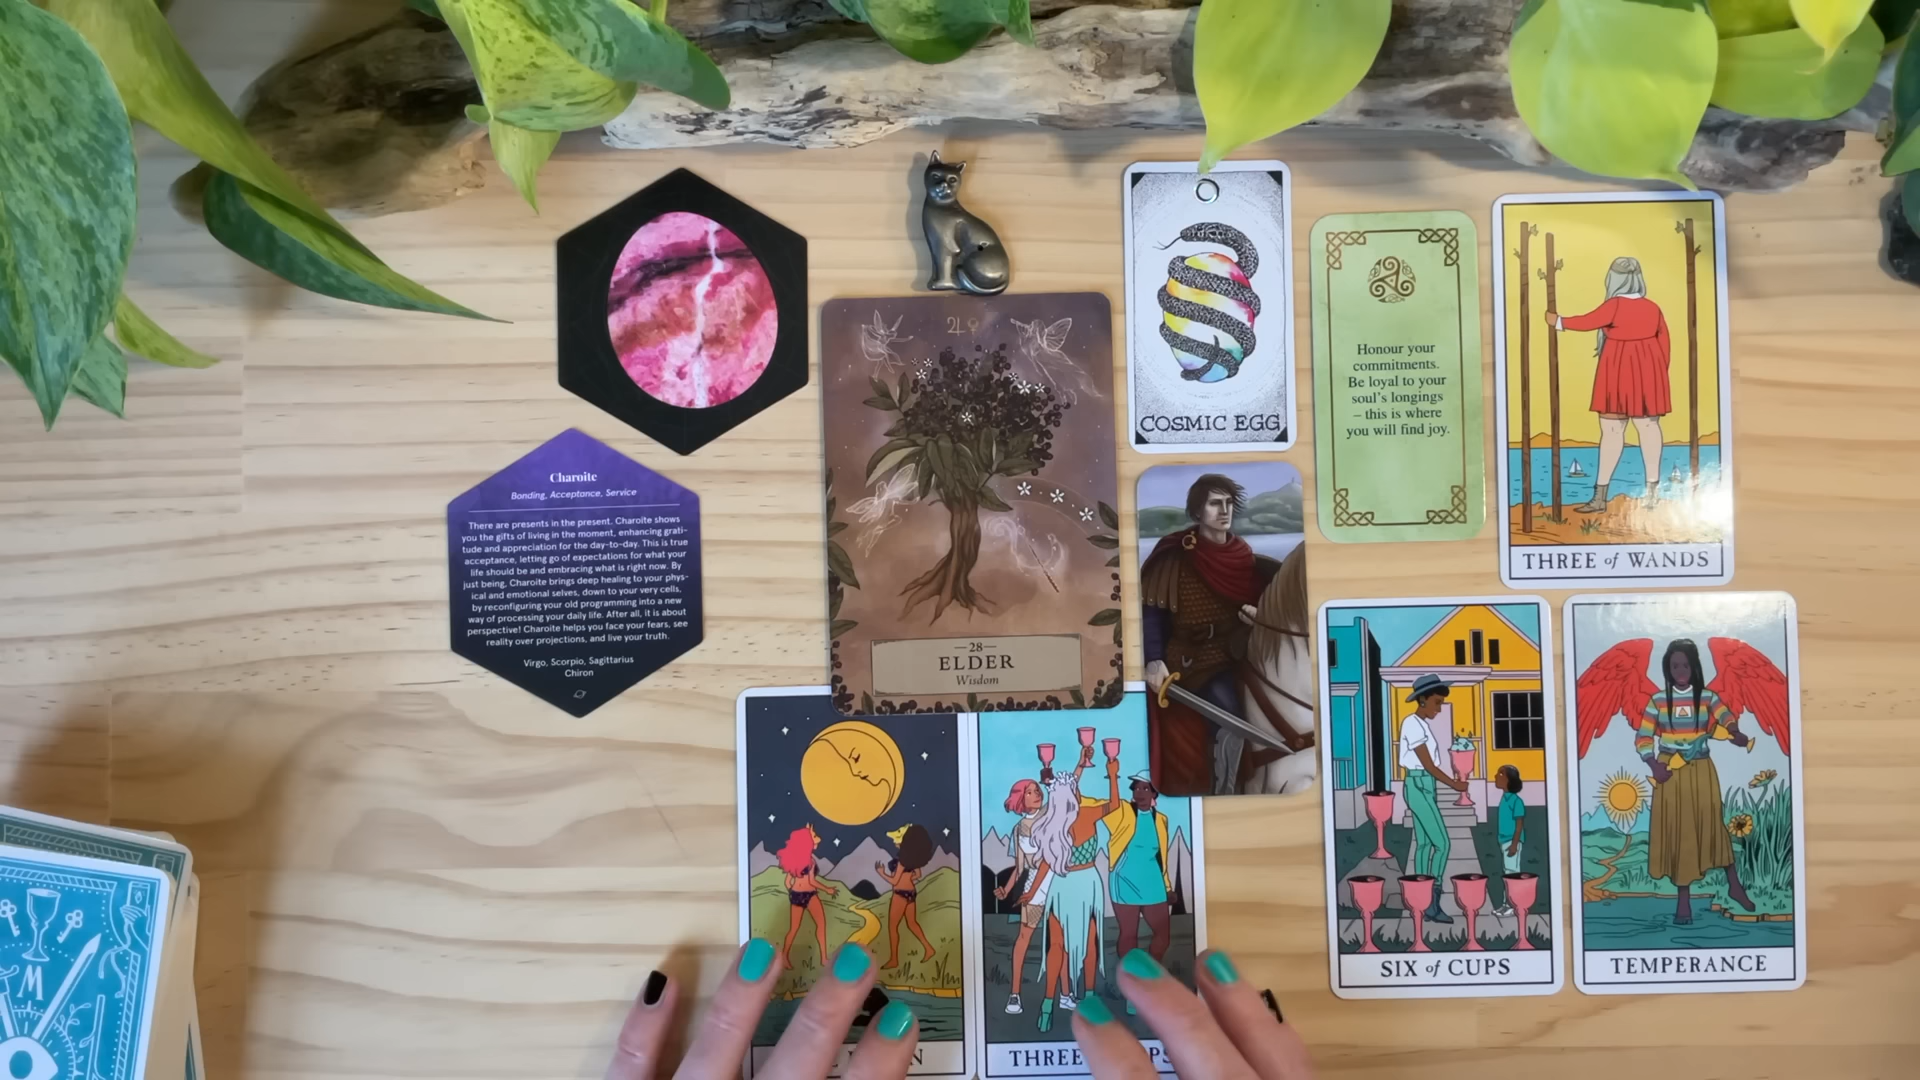 Charoite
Bonding, Acceptance, Service
There are presents in the present. Charoite shows
you the gifts of living in the moment, enhancing grati-
tude and appreciation for the day-to-day. This is true
acceptance, letting go of expectations for what your
life should be and embracing what is right now. By
just being, Charoite brings deep healing to your phys-
ical and emotional selves, down to your very cells,
by reconfiguring your old programming into a new
way of processing your daily life. After all, it is about
perspective! Charoite helps you face your fears, see
reality over projections, and live your truth.
Virgo, Scorpio, Sagittarius
Chiron
—28—
ELDER
Wisdom
COSMIC EGG
Honour your
commitments.
Be loyal to your
soul's longings
– this is where
you will find joy.
THREE of WANDS
SIX of CUPS
TEMPERANCE
THREE
M